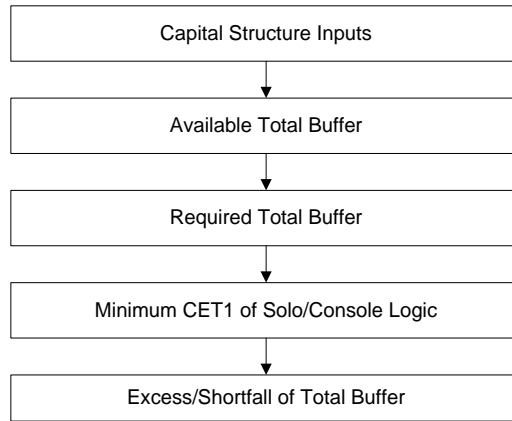 Capital Structure Inputs
Available Total Buffer
Required Total Buffer
Minimum CET1 of Solo/Console Logic
Excess/Shortfall of Total Buffer